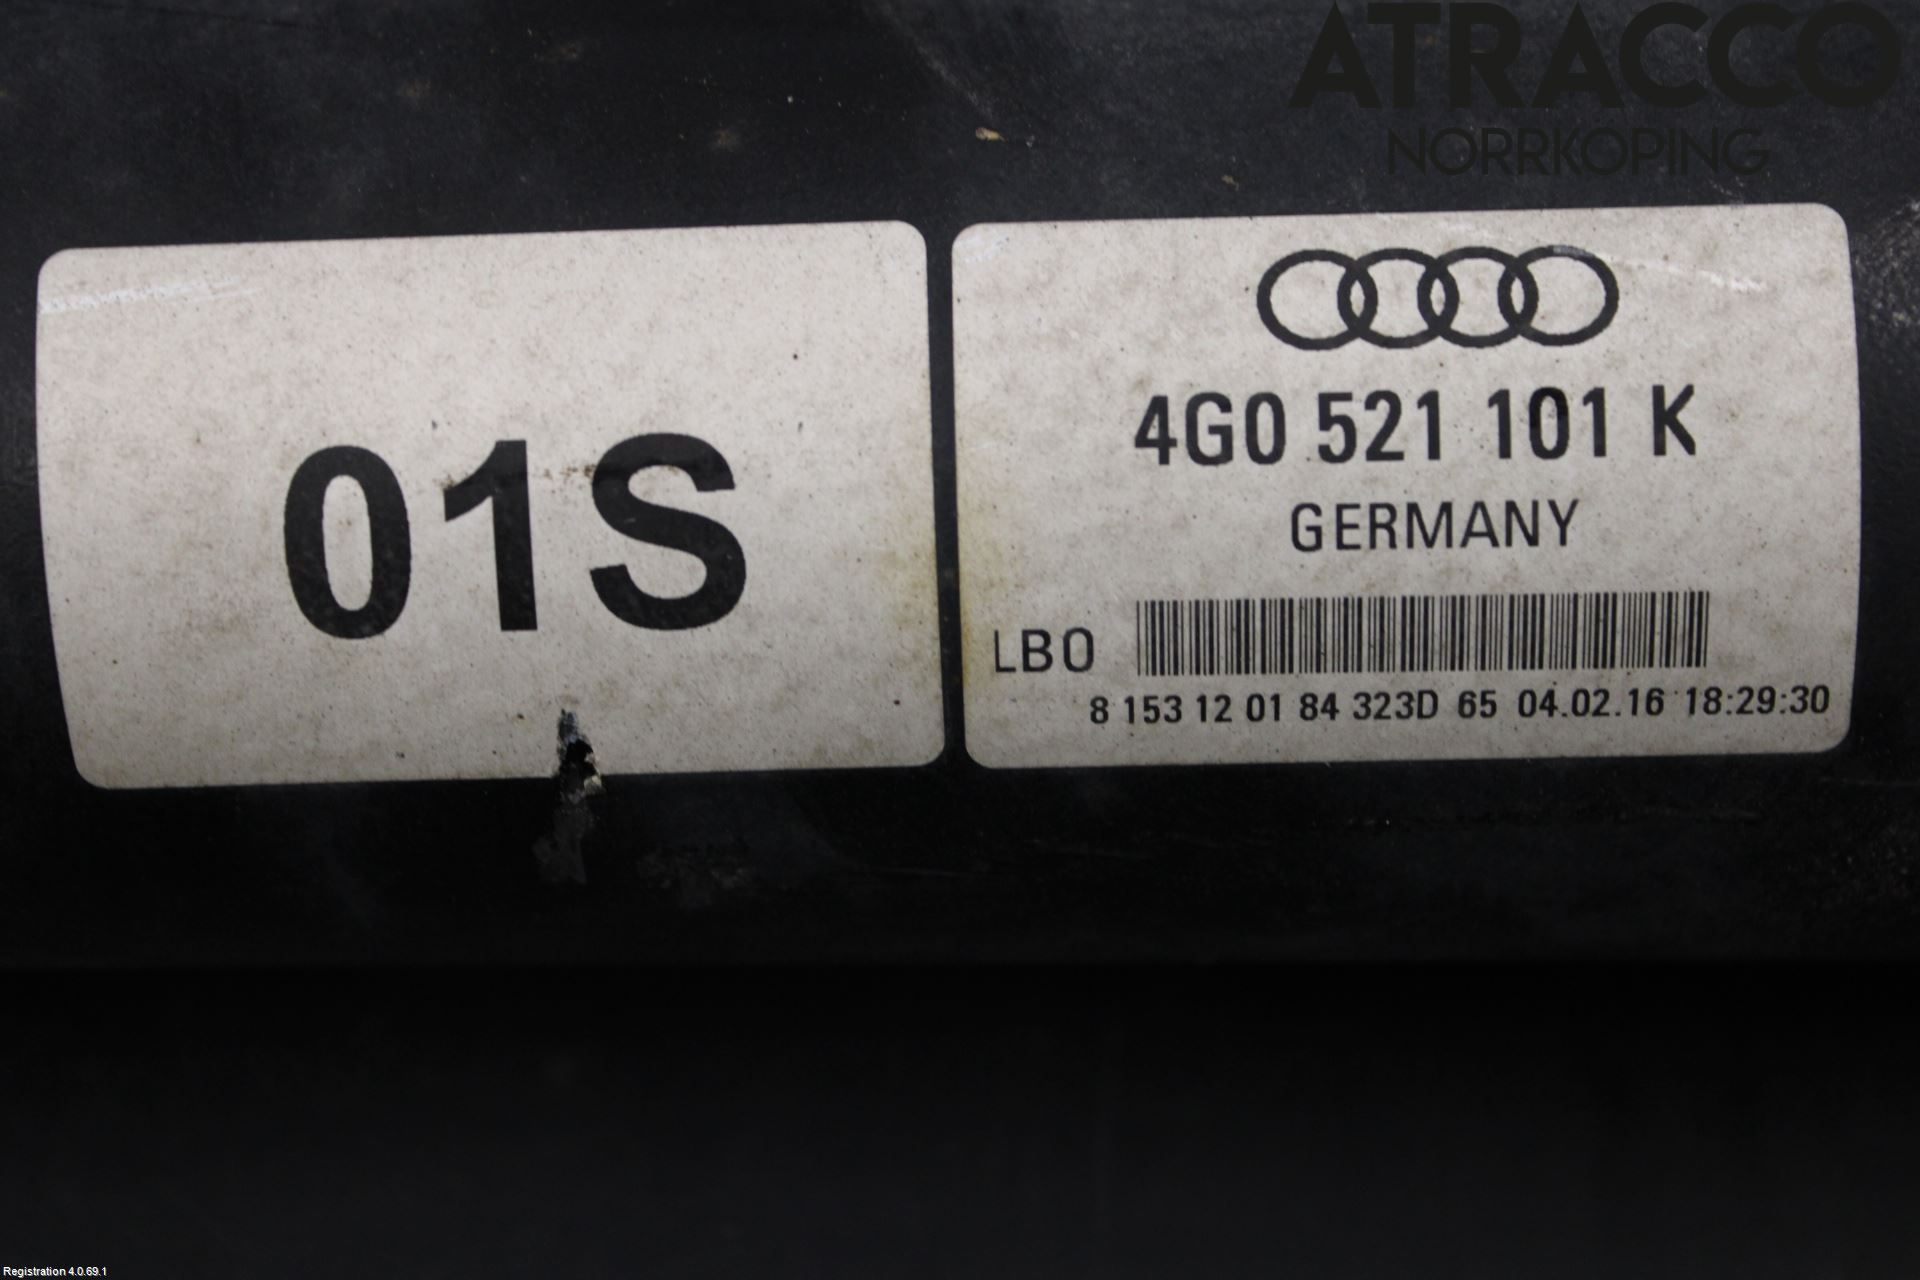 ATRACCO
NORRKOPING
01S
4G0 521 101 K
GERMANY
LB0
8 153 12 01 84 323D 65 04.02.16 18:29:30
Registration 4.0.69.1